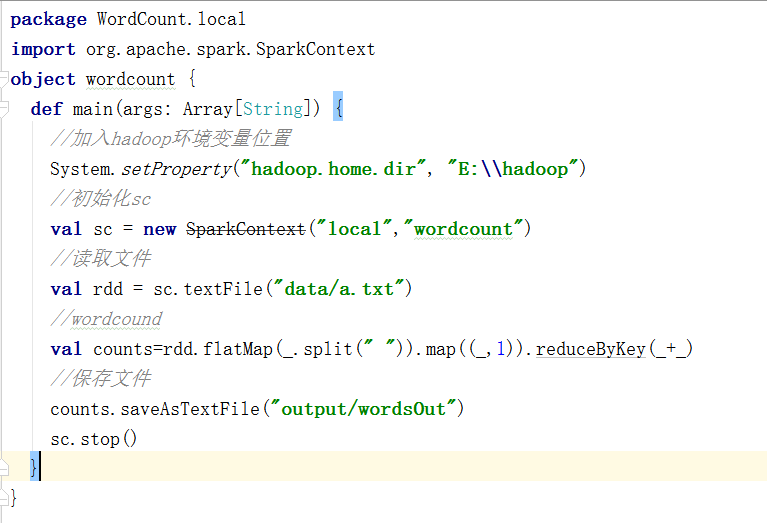 package WordCount.local
import org.apache.spark.SparkContext
object wordcount {
  def main(args: Array[String]) {
    //加入hadoop环境变量位置
    System.setProperty("hadoop.home.dir", "E:\\hadoop")
    //初始化sc
    val sc = new SparkContext("local","wordcount")
    //读取文件
    val rdd = sc.textFile("data/a.txt")
    //wordcound
    val counts=rdd.flatMap(_.split(" ")).map((_,1)).reduceByKey(_+_)
    //保存文件
    counts.saveAsTextFile("output/wordsOut")
    sc.stop()
  }
}